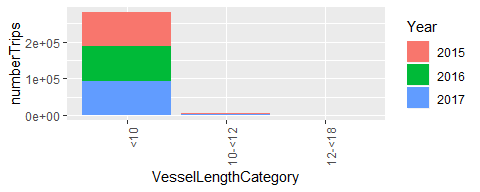 numberTrips
2e+05
1e+05
0e+00
<10
10-<12
12-<18
VesselLengthCategory
Year
2015
2016
2017